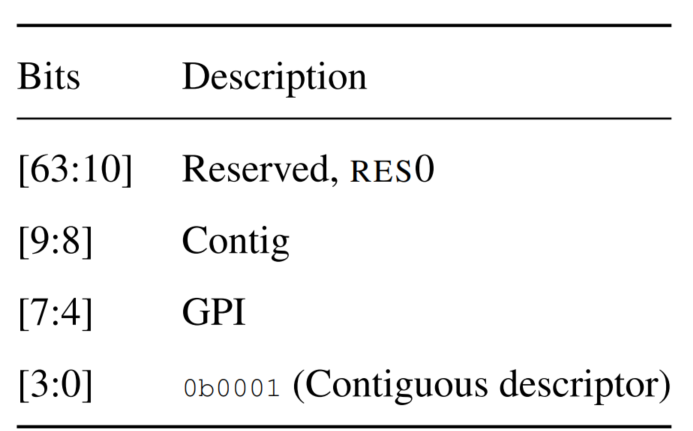 Bits Description
[63:10] Reserved, RES0
[9:8] Contig
[7:4] GPI
[3:0] 0b0001 (Contiguous descriptor)